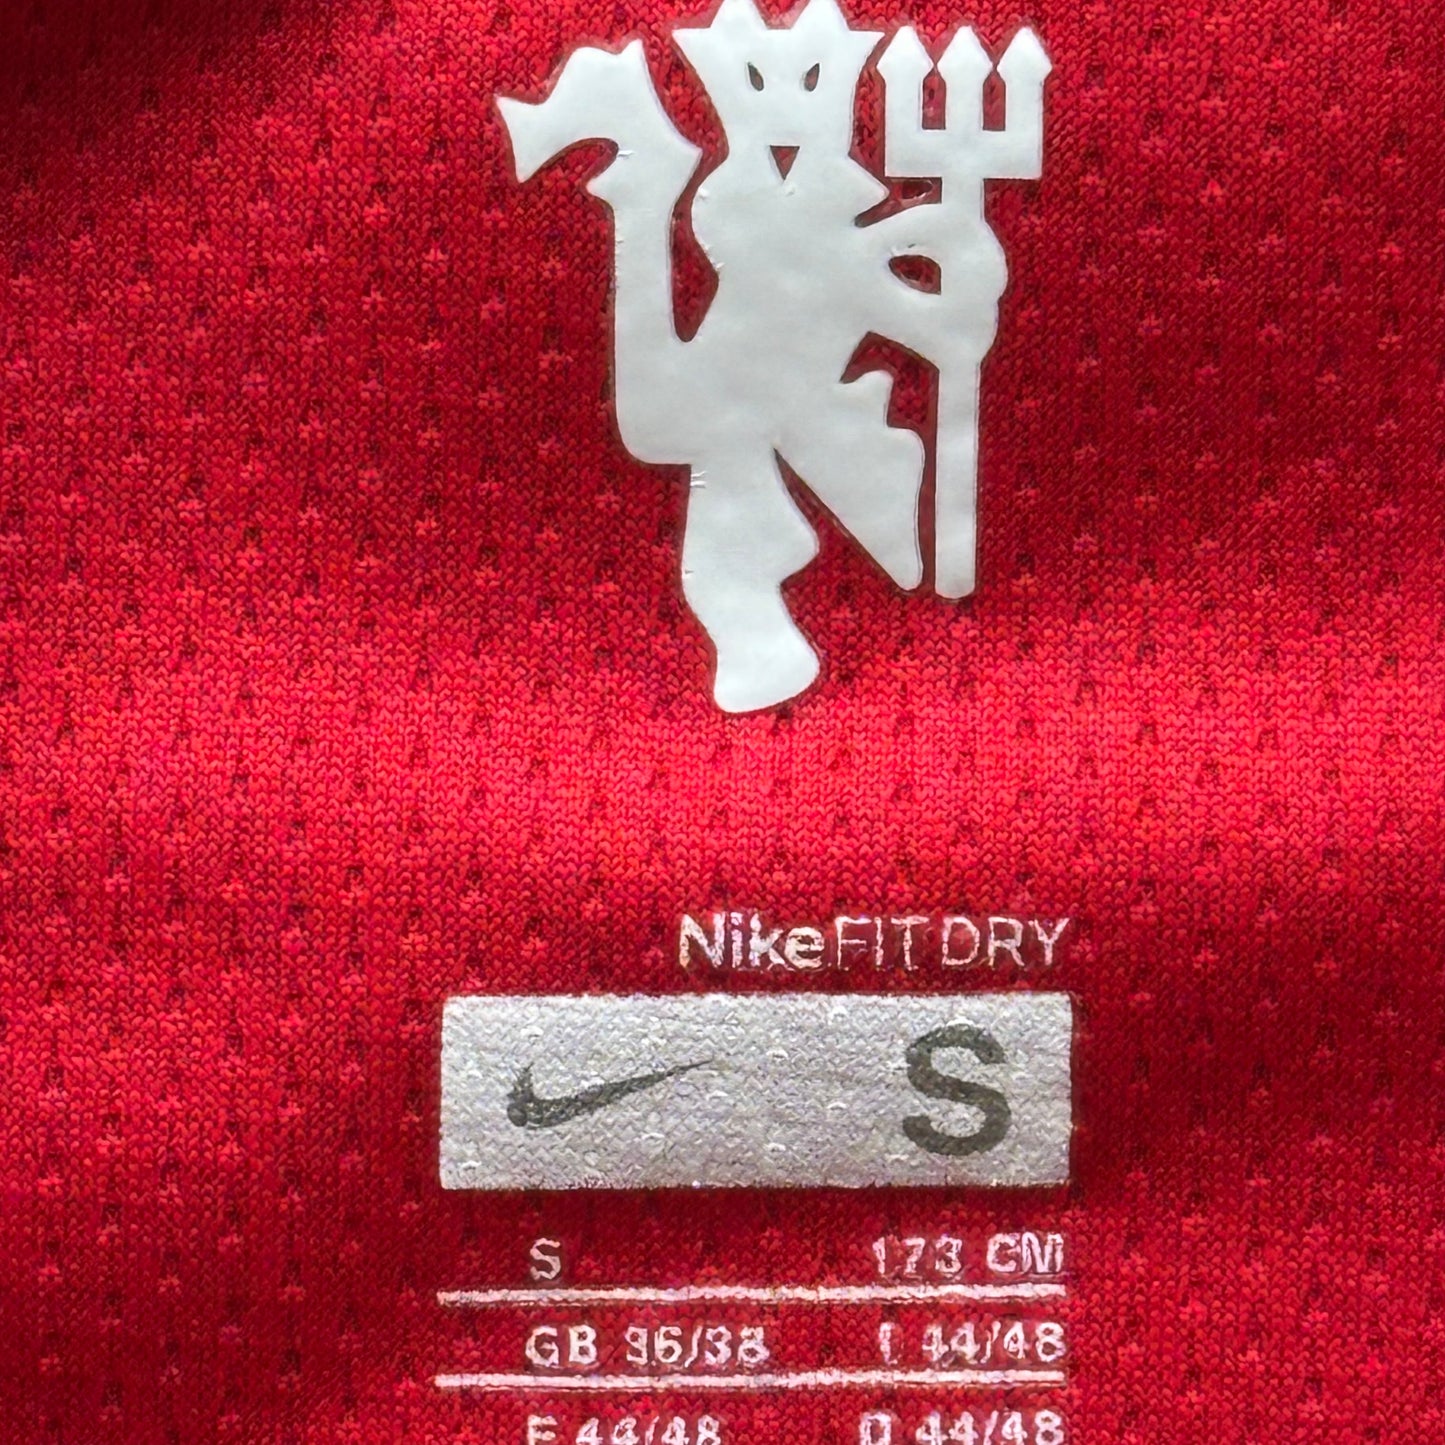 NikeFIT DRY
S
S 173 CM
GB 36/38 I 44/48
E 44/48 D 44/48